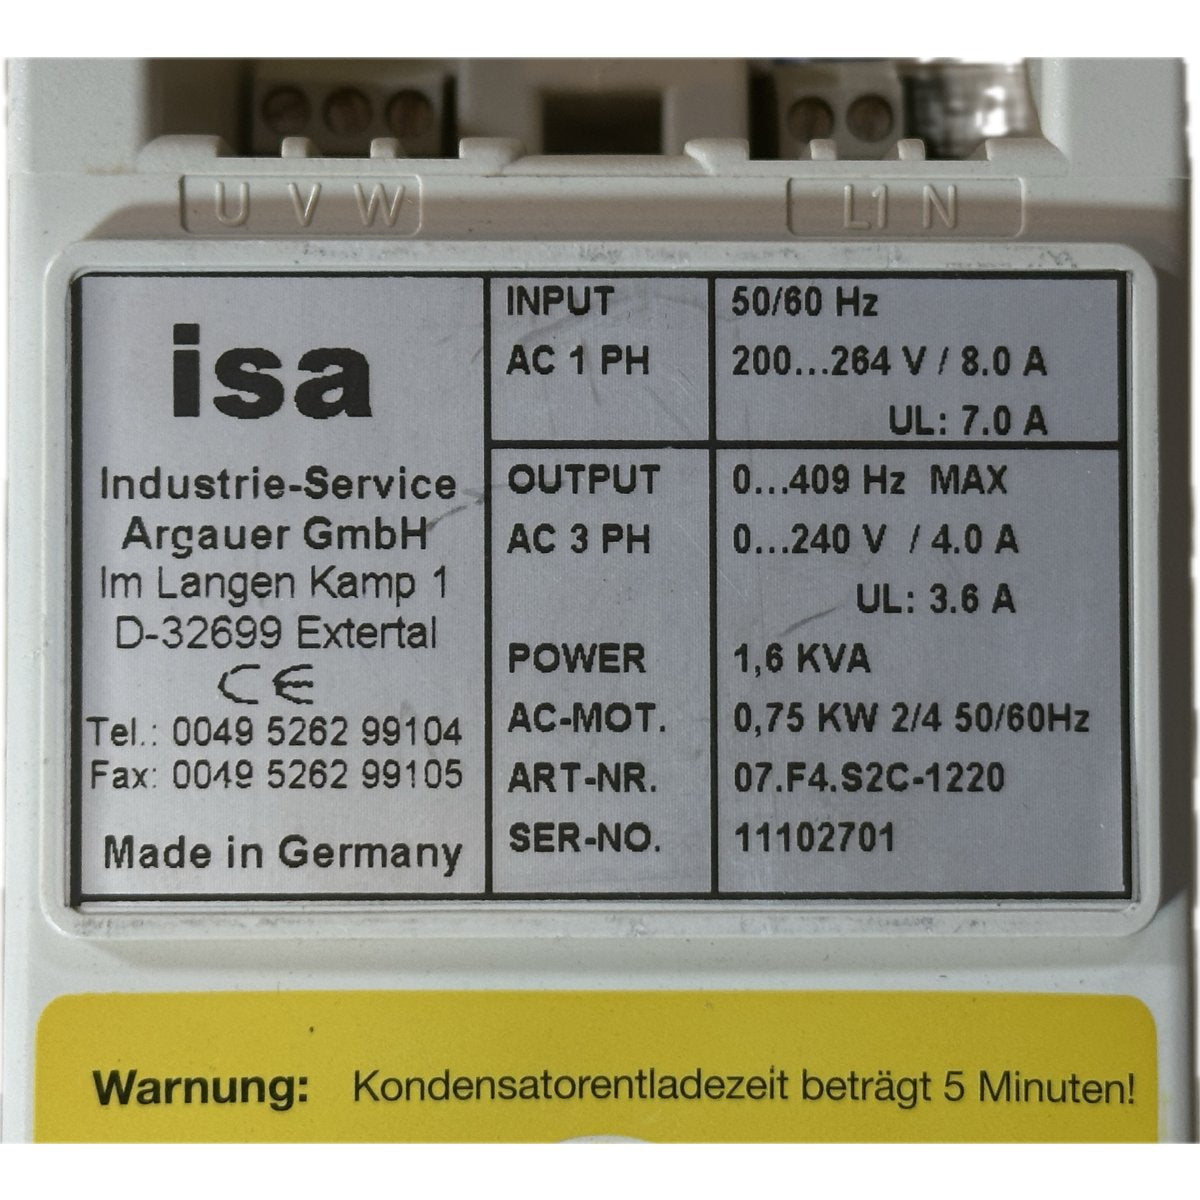 U V W
L1 N
isa
Industrie-Service
Argauer GmbH
Im Langen Kamp 1
D-32699 Extertal
CE
Tel.: 0049 5262 99104
Fax: 0049 5262 99105
Made in Germany
INPUT 50/60 Hz
AC 1 PH 200...264 V / 8.0 A
UL: 7.0 A
OUTPUT 0...409 Hz MAX
AC 3 PH 0...240 V / 4.0 A
UL: 3.6 A
POWER 1,6 KVA
AC-MOT. 0,75 KW 2/4 50/60Hz
ART-NR. 07.F4.S2C-1220
SER-NO. 11102701
Warnung: Kondensatorentladezeit beträgt 5 Minuten!